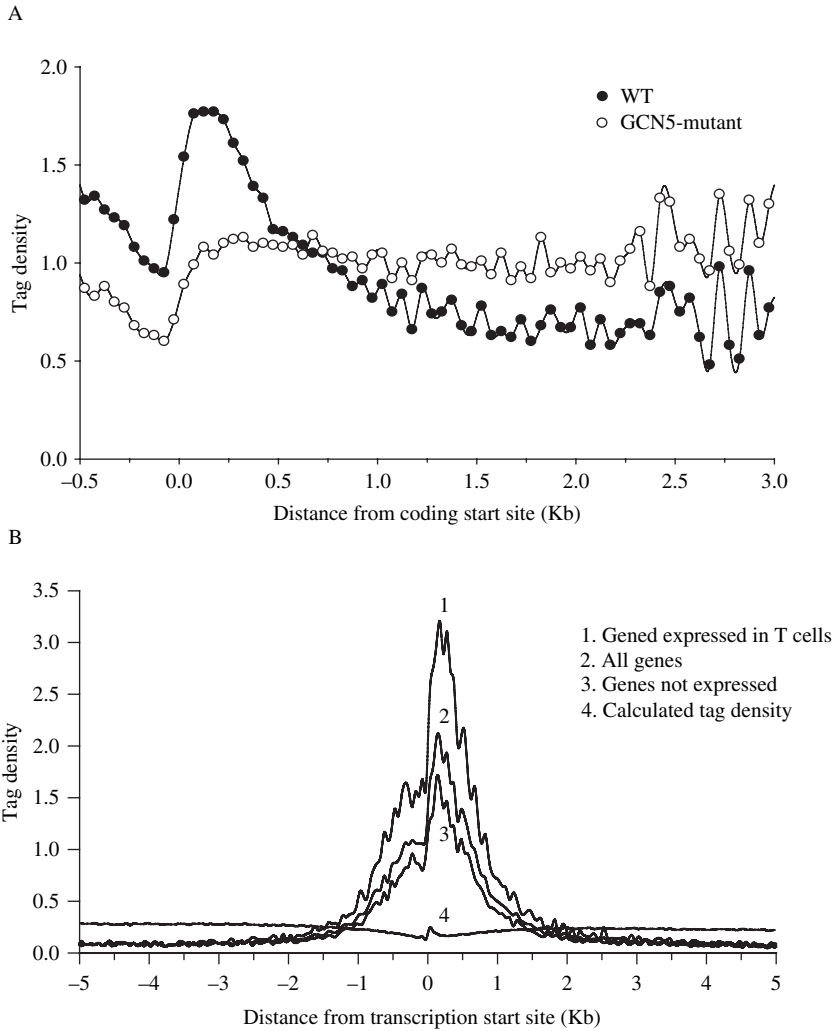 A
2.0
1.5
1.0
0.5
0.0
Tag density
WT
GCN5-mutant
–0.5 0.0 0.5 1.0 1.5 2.0 2.5 3.0
Distance from coding start site (Kb)
B
3.5
3.0
2.5
2.0
1.5
1.0
0.5
0.0
Tag density
1
2
3
4
1. Gened expressed in T cells
2. All genes
3. Genes not expressed
4. Calculated tag density
–5 –4 –3 –2 –1 0 1 2 3 4 5
Distance from transcription start site (Kb)